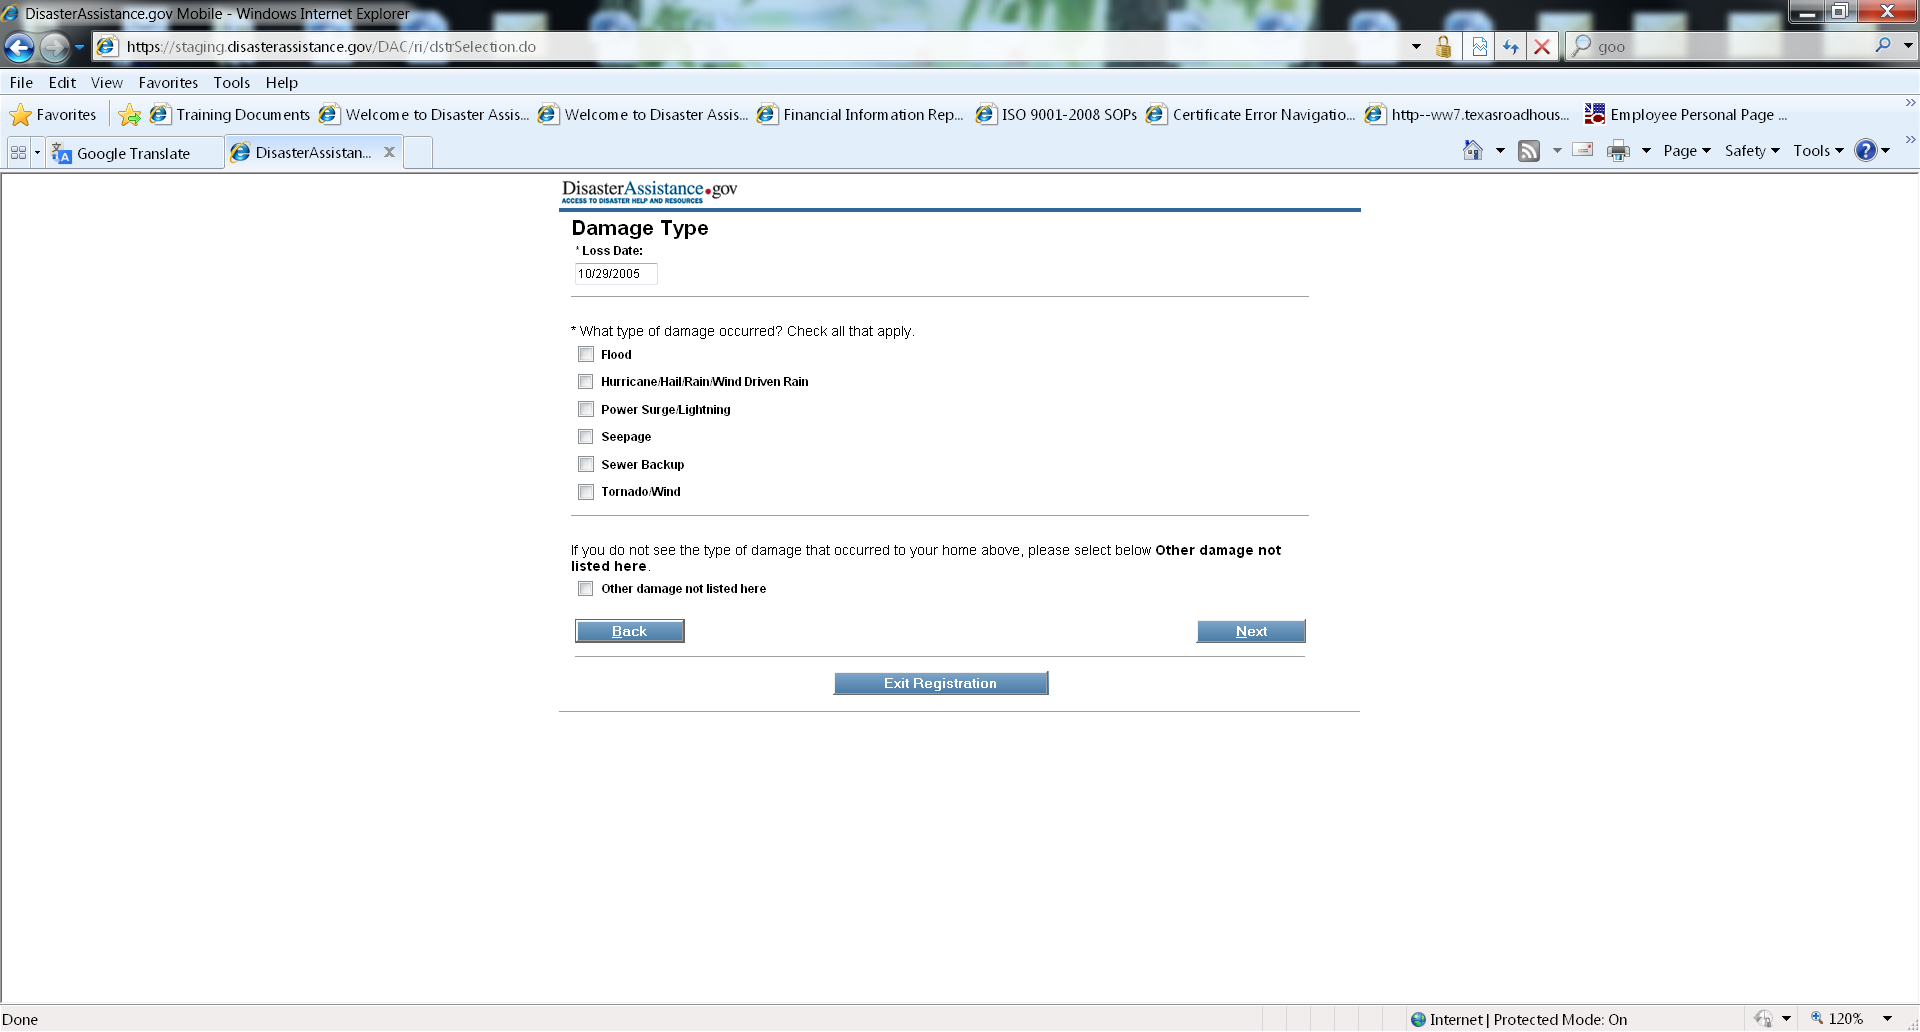 DisasterAssistance.gov Mobile - Windows Internet Explorer
https://staging.disasterassistance.gov/DAC/ri/dstrSelection.do
goo
File Edit View Favorites Tools Help
Favorites Training Documents Welcome to Disaster Assis... Welcome to Disaster Assis... Financial Information Rep... ISO 9001-2008 SOPs Certificate Error Navigatio... http--ww7.texasroadhous... Employee Personal Page ...
Google Translate DisasterAssistan... Page Safety Tools
DisasterAssistance.gov
ACCESS TO DISASTER HELP AND RESOURCES
Damage Type
* Loss Date:
10/29/2005
* What type of damage occurred? Check all that apply.
Flood
Hurricane/Hail/Rain/Wind Driven Rain
Power Surge/Lightning
Seepage
Sewer Backup
Tornado/Wind
If you do not see the type of damage that occurred to your home above, please select below Other damage not
listed here.
Other damage not listed here
Back Next
Exit Registration
Done Internet | Protected Mode: On 120%